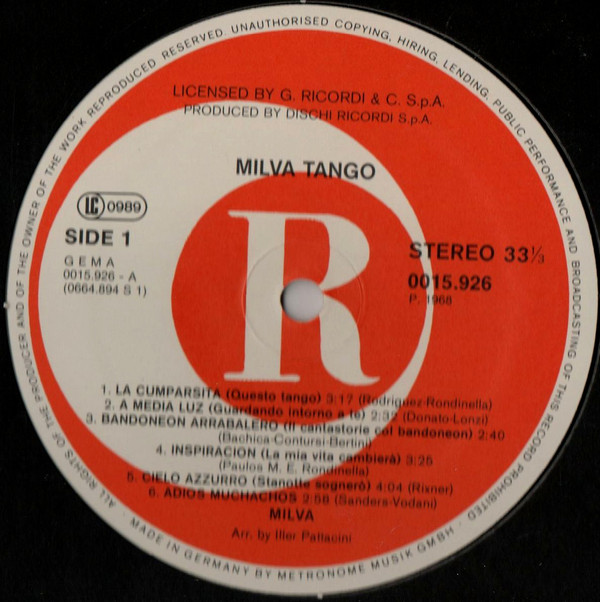 ALL RIGHTS OF THE PRODUCER AND OF THE OWNER OF THE WORK REPRODUCED RESERVED. UNAUTHORISED COPYING, HIRING, LENDING, PUBLIC PERFORMANCE AND BROADCASTING OF THIS RECORD PROHIBITED
LICENSED BY G. RICORDI & C. S.p.A.
PRODUCED BY DISCHI RICORDI S.p.A.
MILVA TANGO
LC 0989
SIDE 1
GEMA
0015.926 - A
(0664.894 S 1)
R
STEREO 33⅓
0015.926
P. 1968
1. LA CUMPARSITA (Questo tango) 3:17 (Rodriguez-Rondinella)
2. A MEDIA LUZ (Guardando intorno a te) 2:32 (Donato-Lonzi)
3. BANDONEON ARRABALERO (Il cantastorie col bandoneon) 2:40
(Bachica-Contursi-Bertini)
4. INSPIRACION (La mia vita cambierà) 3:25
(Paulos M. E. Rondinella)
5. CIELO AZZURRO (Stanotte sognerò) 4:04 (Rixner)
6. ADIOS MUCHACHOS 2:58 (Sanders-Vodani)
MILVA
Arr. by Iller Pattacini
· MADE IN GERMANY BY METRONOME MUSIK GMBH ·